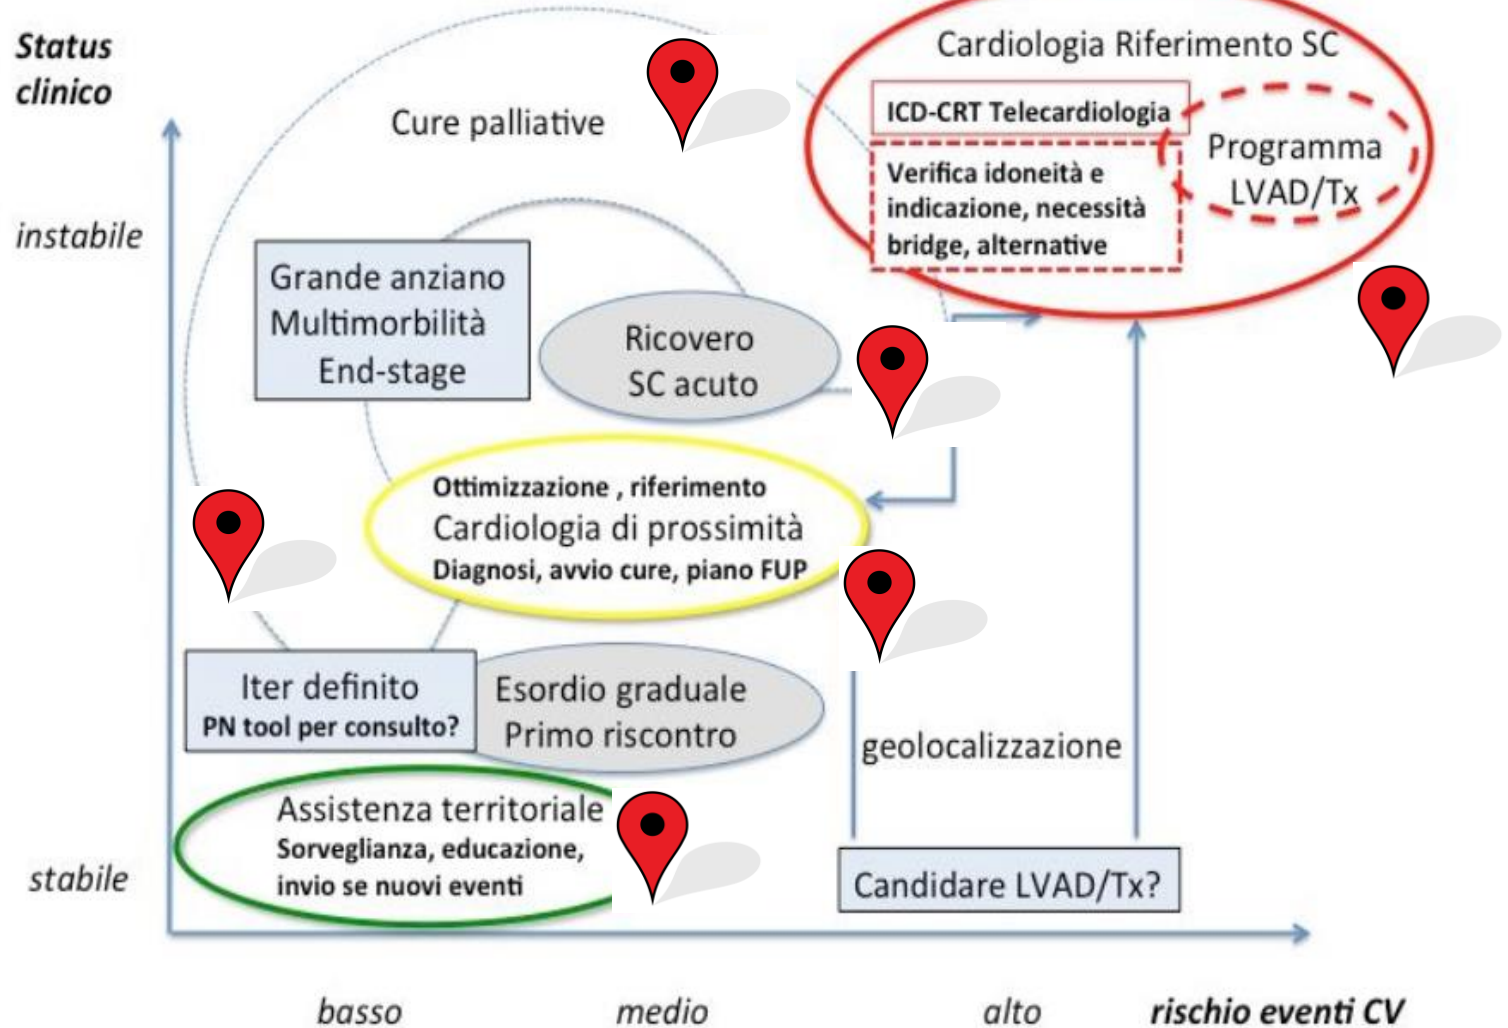 Status
clinico
Cardiologia Riferimento SC
ICD-CRT Telecardiologia
Programma
LVAD/Tx
Verifica idoneità e
indicazione, necessità
bridge, alternative
Cure palliative
instabile
Grande anziano
Multimorbilità
End-stage
Ricovero
SC acuto
Ottimizzazione , riferimento
Cardiologia di prossimità
Diagnosi, avvio cure, piano FUP
Iter definito
PN tool per consulto?
Esordio graduale
Primo riscontro
geolocalizzazione
Assistenza territoriale
Sorveglianza, educazione,
invio se nuovi eventi
stabile
Candidare LVAD/Tx?
basso
medio
alto
rischio eventi CV